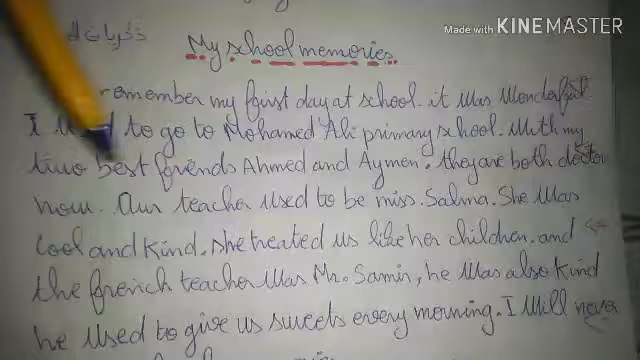 Made with KINEMASTER
My school memories
remember my first day at school. it was Wonderful
I used to go to Mohamed Ali primary school. With my
two best friends Ahmed and Aymen. they are both doctor
now. Our teacher used to be miss. Salma. She was
cool and kind. she treated us like her children. and
the french teacher was Mr. Samir, he was also kind
he used to give us sweets every morning. I will never